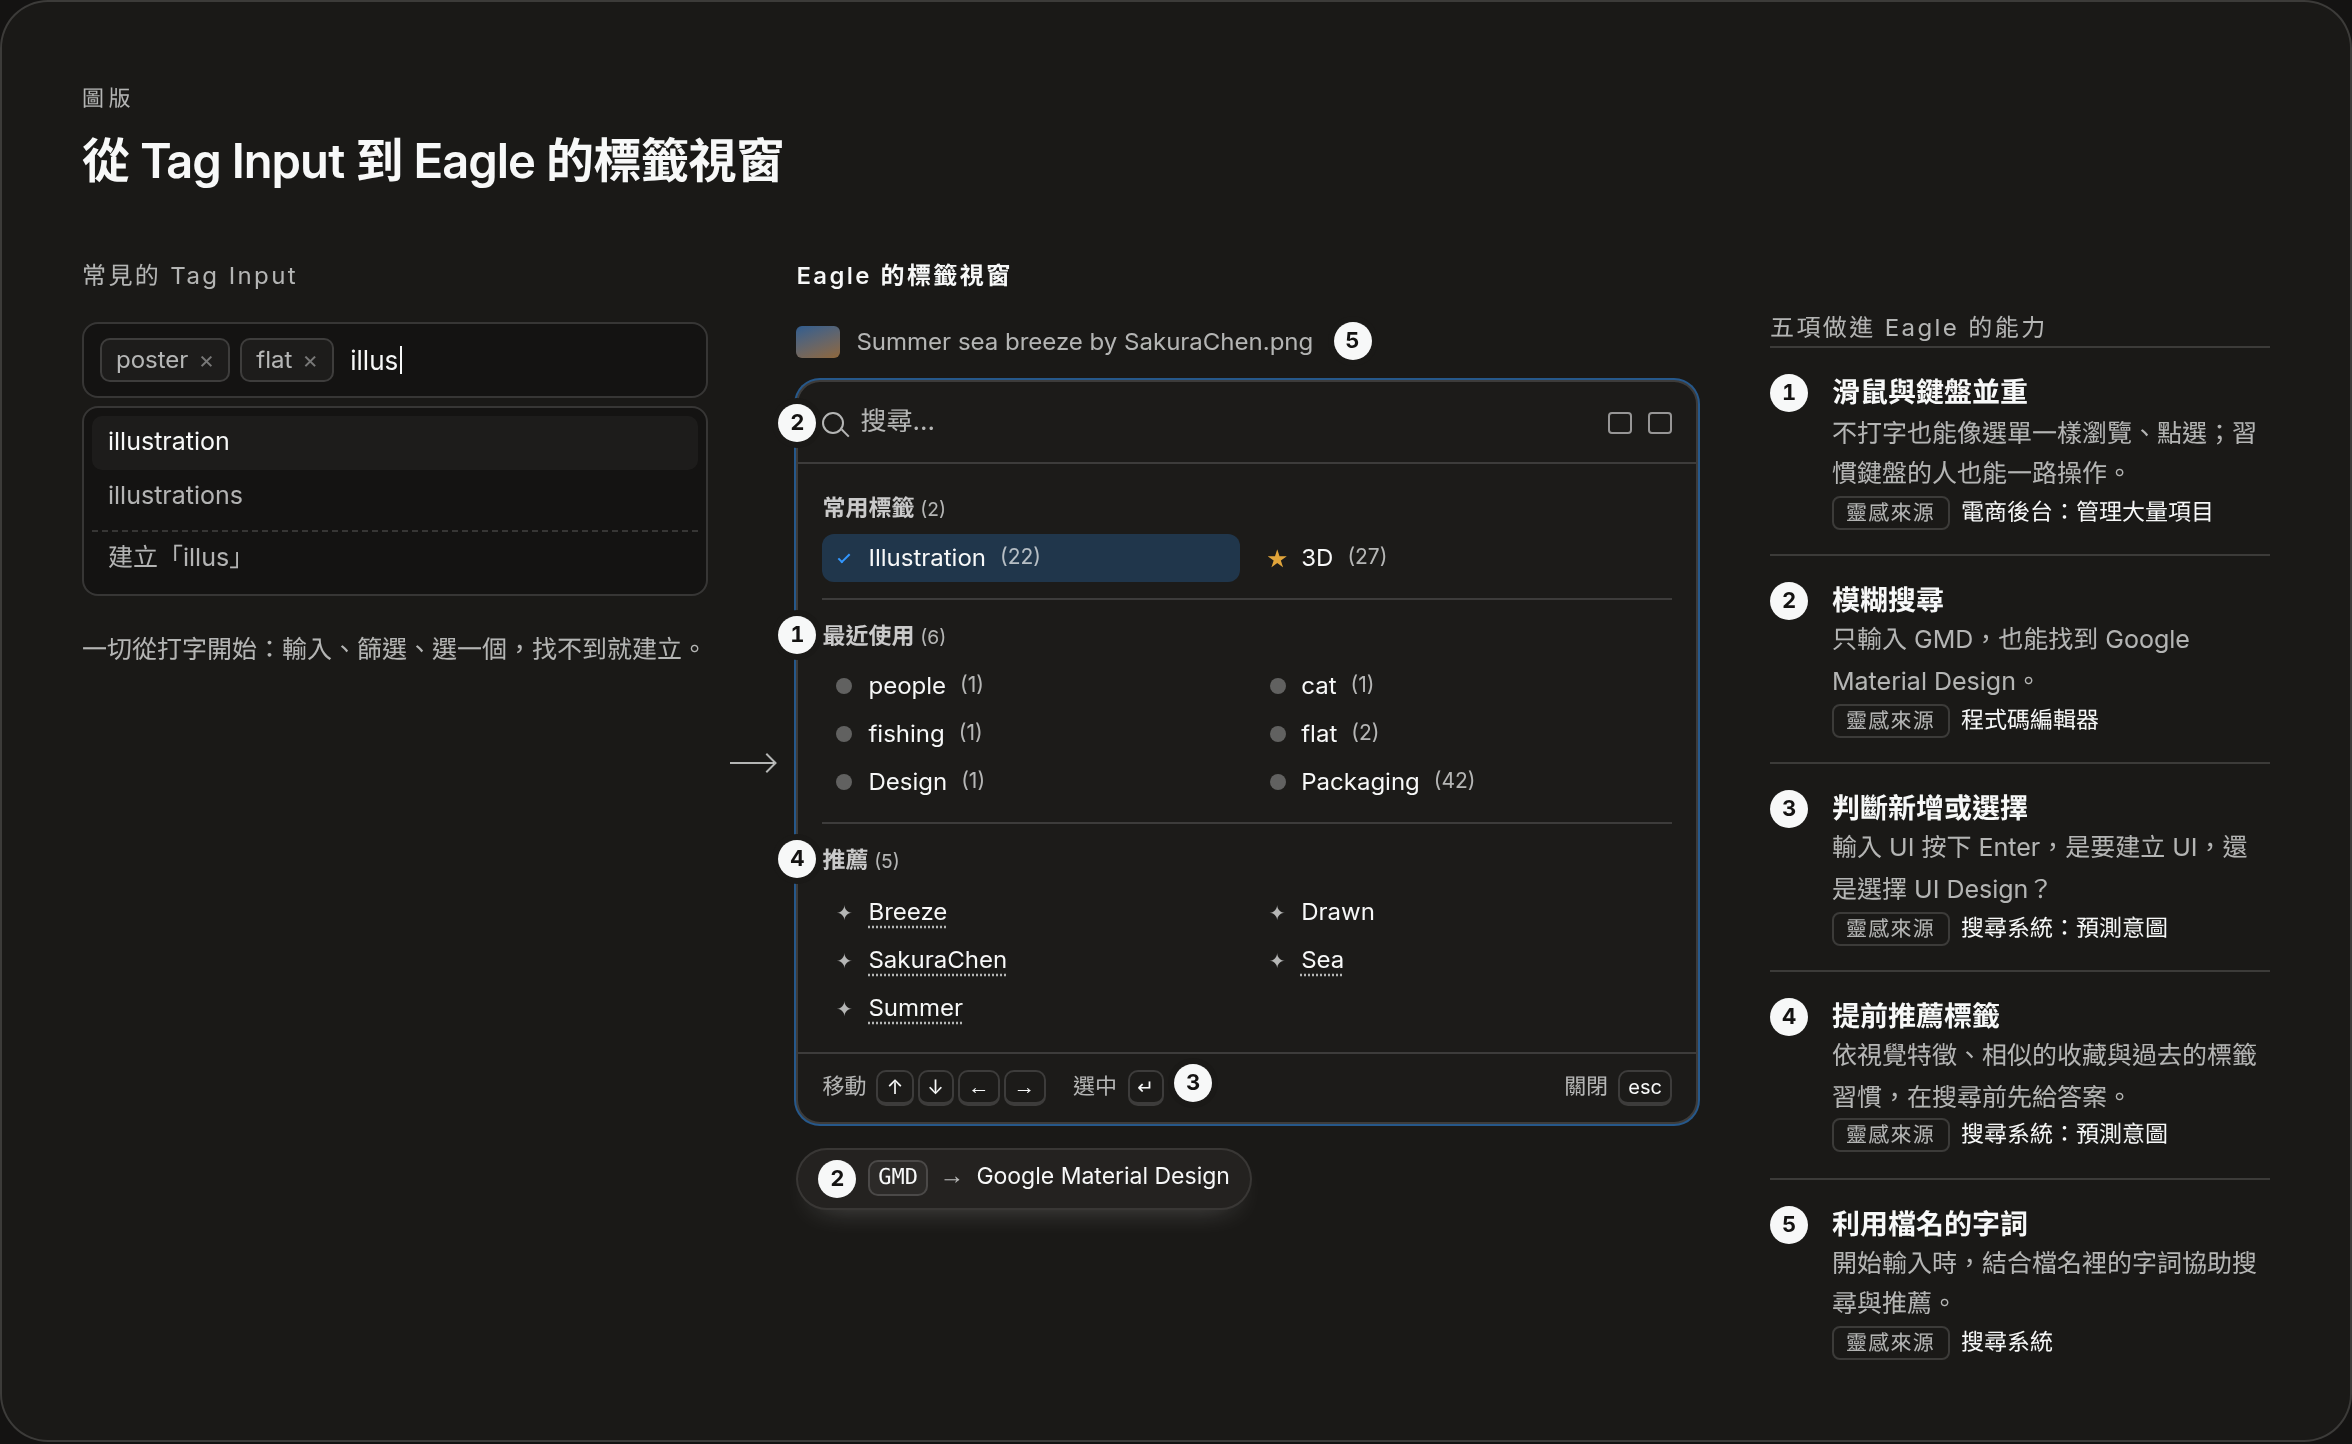 圖版
從 Tag Input 到 Eagle 的標籤視窗
常見的 Tag Input
poster × flat × illus
illustration
illustrations
建立「illus」
一切從打字開始：輸入、篩選、選一個，找不到就建立。
→
Eagle 的標籤視窗
Summer sea breeze by SakuraChen.png 5
2 搜尋...
常用標籤 (2)
✓ Illustration (22) ★ 3D (27)
1 最近使用 (6)
people (1) cat (1)
fishing (1) flat (2)
Design (1) Packaging (42)
4 推薦 (5)
✦ Breeze ✦ Drawn
✦ SakuraChen ✦ Sea
✦ Summer
移動 ↑ ↓ ← → 選中 ↵ 3 關閉 esc
2 GMD → Google Material Design
五項做進 Eagle 的能力
1 滑鼠與鍵盤並重
不打字也能像選單一樣瀏覽、點選；習
慣鍵盤的人也能一路操作。
靈感來源 電商後台：管理大量項目
2 模糊搜尋
只輸入 GMD，也能找到 Google
Material Design。
靈感來源 程式碼編輯器
3 判斷新增或選擇
輸入 UI 按下 Enter，是要建立 UI，還
是選擇 UI Design？
靈感來源 搜尋系統：預測意圖
4 提前推薦標籤
依視覺特徵、相似的收藏與過去的標籤
習慣，在搜尋前先給答案。
靈感來源 搜尋系統：預測意圖
5 利用檔名的字詞
開始輸入時，結合檔名裡的字詞協助搜
尋與推薦。
靈感來源 搜尋系統